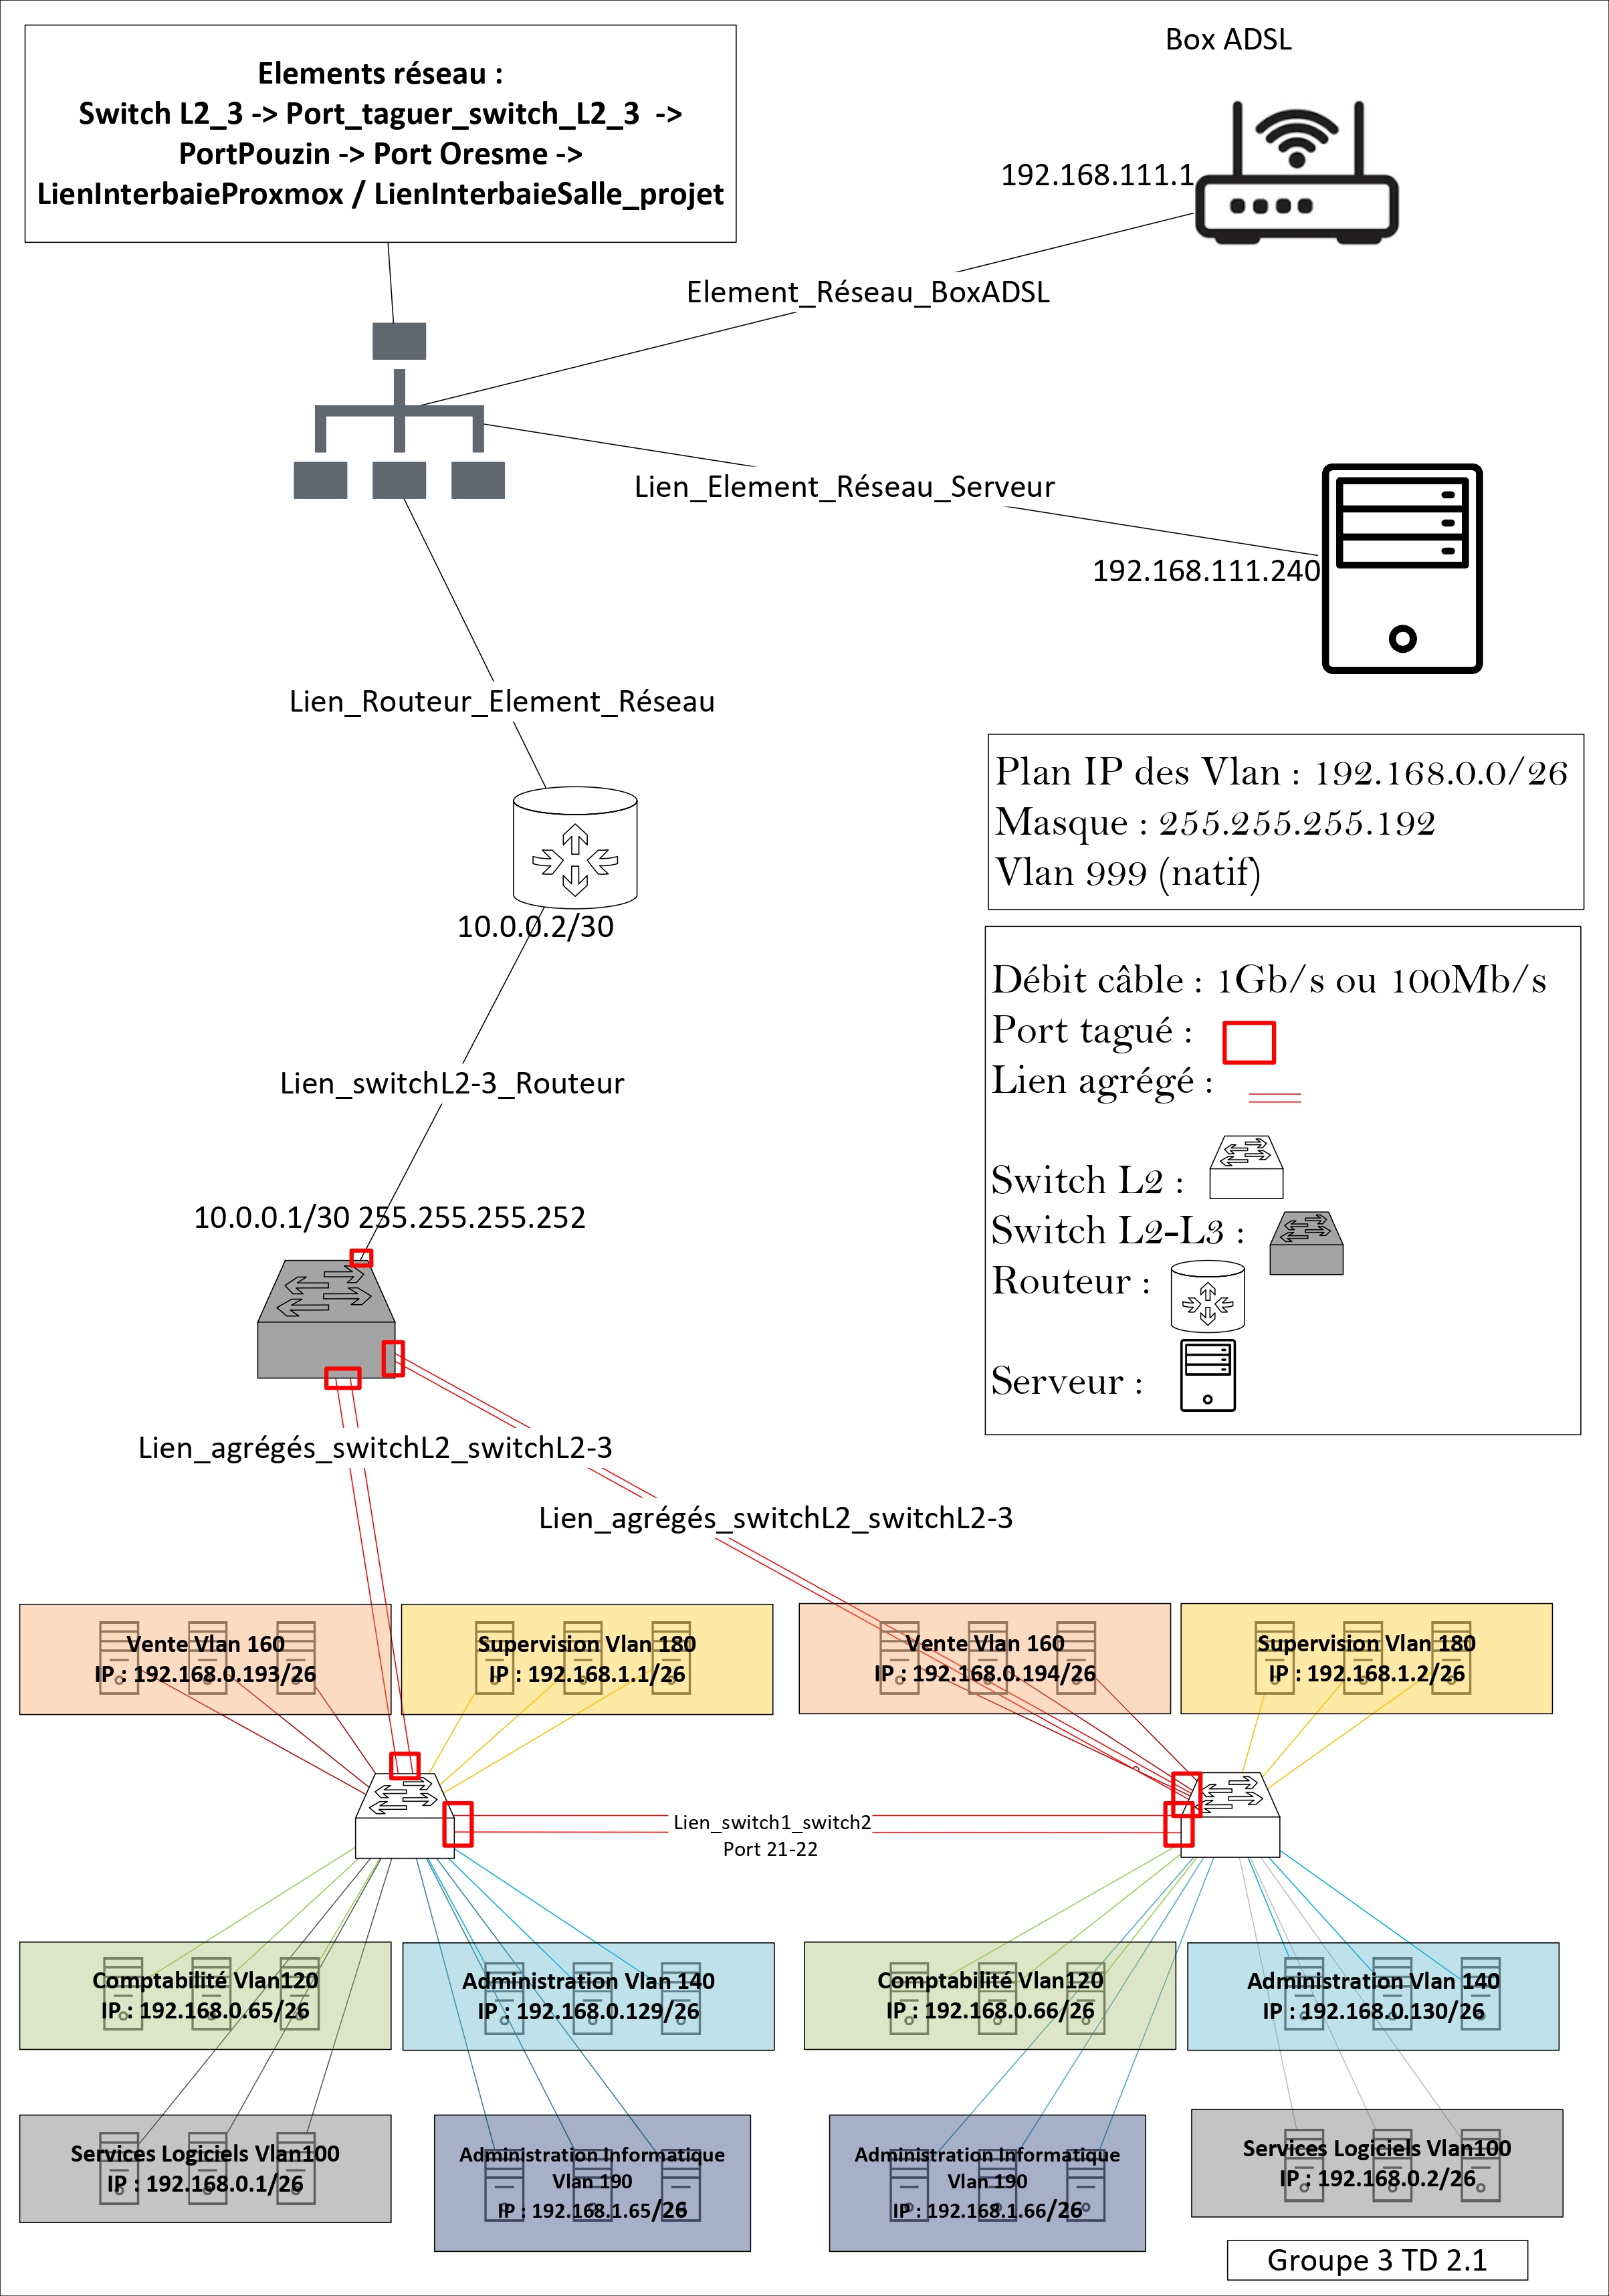 Elements réseau :
Switch L2_3 -> Port_taguer_switch_L2_3 ->
PortPouzin -> Port Oresme ->
LienInterbaieProxmox / LienInterbaieSalle_projet
Box ADSL
192.168.111.1
Element_Réseau_BoxADSL
Lien_Element_Réseau_Serveur
192.168.111.240
Lien_Routeur_Element_Réseau
Plan IP des Vlan : 192.168.0.0/26
Masque : 255.255.255.192
Vlan 999 (natif)
10.0.0.2/30
Débit câble : 1Gb/s ou 100Mb/s
Port tagué :
Lien agrégé :
Switch L2 :
Switch L2-L3 :
Routeur :
Serveur :
Lien_switchL2-3_Routeur
10.0.0.1/30 255.255.255.252
Lien_agrégés_switchL2_switchL2-3
Lien_agrégés_switchL2_switchL2-3
Vente Vlan 160
IP : 192.168.0.193/26
Supervision Vlan 180
IP : 192.168.1.1/26
Vente Vlan 160
IP : 192.168.0.194/26
Supervision Vlan 180
IP : 192.168.1.2/26
Lien_switch1_switch2
Port 21-22
Comptabilité Vlan120
IP : 192.168.0.65/26
Administration Vlan 140
IP : 192.168.0.129/26
Comptabilité Vlan120
IP : 192.168.0.66/26
Administration Vlan 140
IP : 192.168.0.130/26
Services Logiciels Vlan100
IP : 192.168.0.1/26
Administration Informatique
Vlan 190
IP : 192.168.1.65/26
Administration Informatique
Vlan 190
IP : 192.168.1.66/26
Services Logiciels Vlan100
IP : 192.168.0.2/26
Groupe 3 TD 2.1